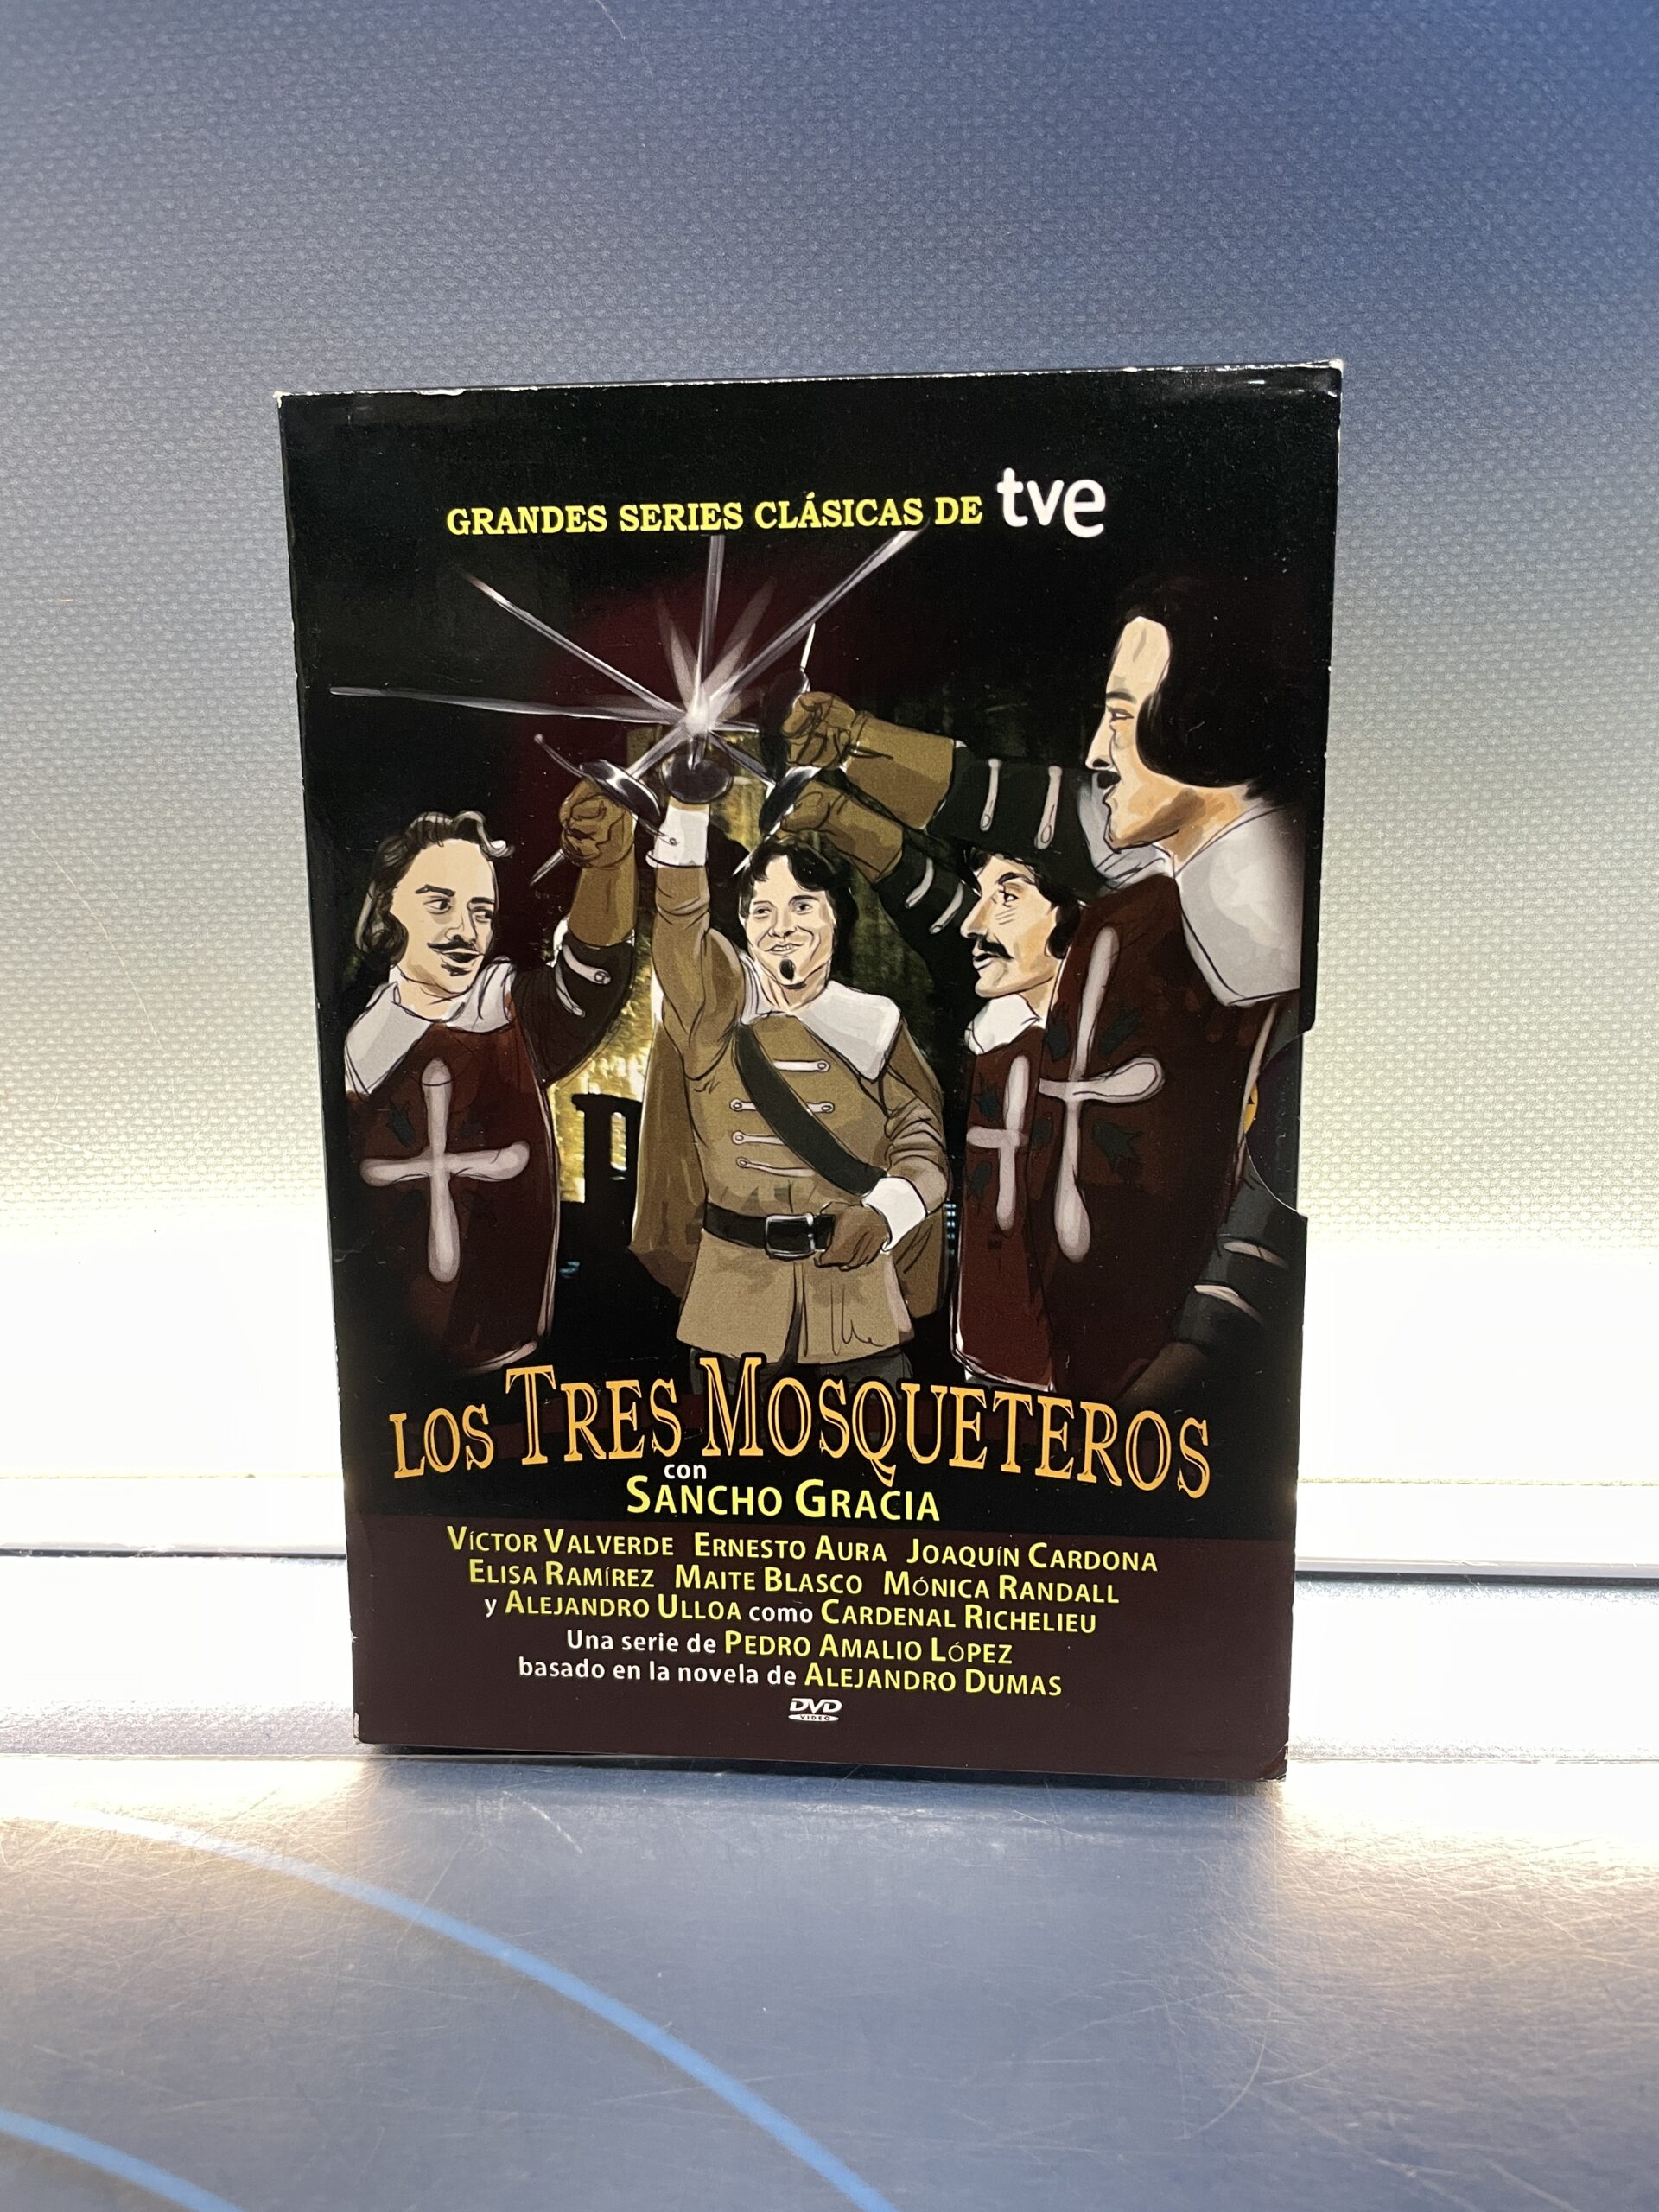 GRANDES SERIES CLÁSICAS DE tve
LOS TRES MOSQUETEROS
con
SANCHO GRACIA
VÍCTOR VALVERDE ERNESTO AURA JOAQUÍN CARDONA
ELISA RAMÍREZ MAITE BLASCO MÓNICA RANDALL
y ALEJANDRO ULLOA como CARDENAL RICHELIEU
Una serie de PEDRO AMALIO LÓPEZ
basado en la novela de ALEJANDRO DUMAS
DVD
VIDEO